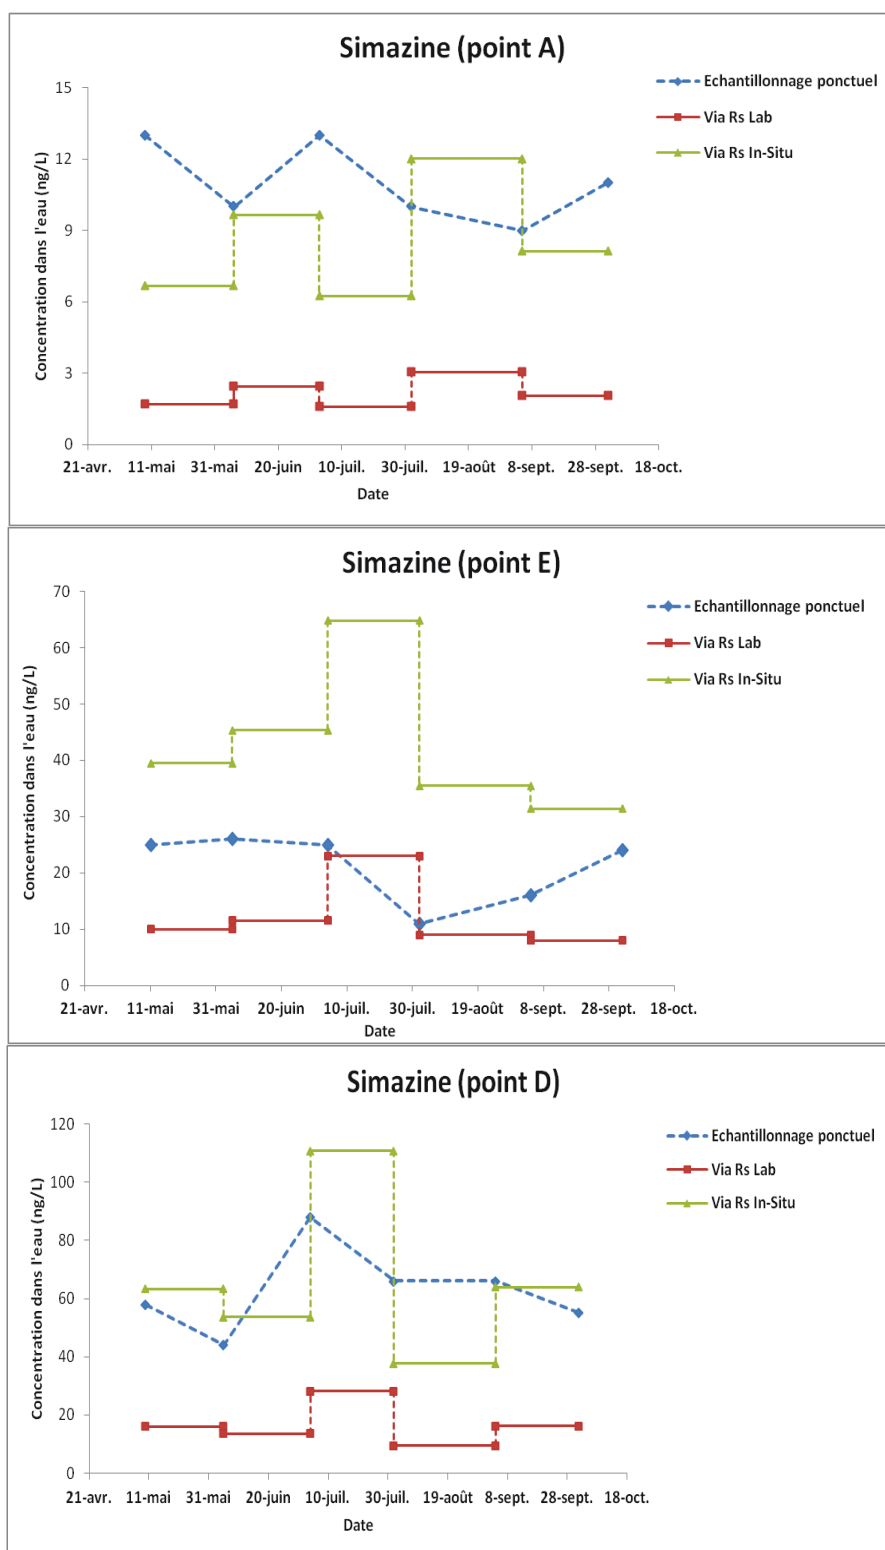 Simazine (point A)
Echantillonnage ponctuel
Via Rs Lab
Via Rs In-Situ
Concentration dans l'eau (ng/L)
15
12
9
6
3
0
21-avr. 11-mai 31-mai 20-juin 10-juil. 30-juil. 19-août 8-sept. 28-sept. 18-oct.
Date
Simazine (point E)
Echantillonnage ponctuel
Via Rs Lab
Via Rs In-Situ
Concentration dans l'eau (ng/L)
70
60
50
40
30
20
10
0
21-avr. 11-mai 31-mai 20-juin 10-juil. 30-juil. 19-août 8-sept. 28-sept. 18-oct.
Date
Simazine (point D)
Echantillonnage ponctuel
Via Rs Lab
Via Rs In-Situ
Concentration dans l'eau (ng/L)
120
100
80
60
40
20
0
21-avr. 11-mai 31-mai 20-juin 10-juil. 30-juil. 19-août 8-sept. 28-sept. 18-oct.
Date